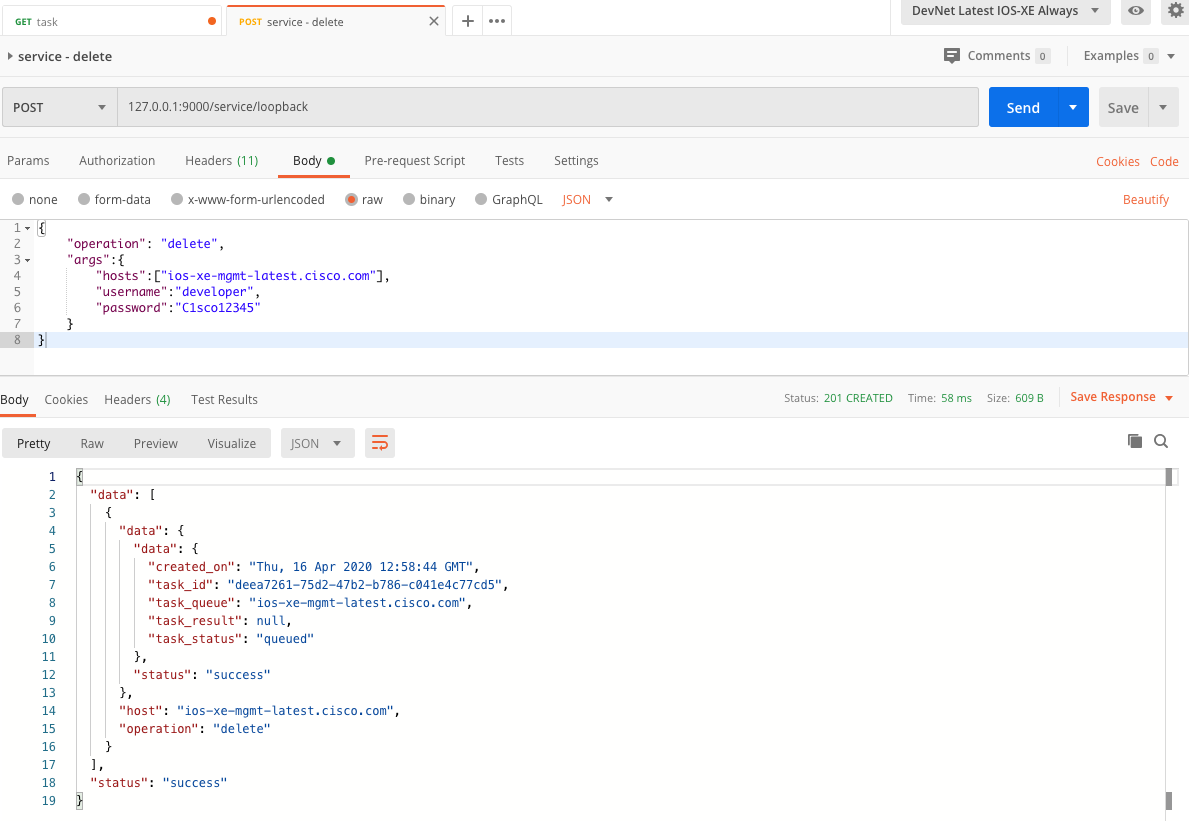 GET task
POST service - delete
DevNet Latest IOS-XE Always
service - delete
Comments 0
Examples 0
POST
127.0.0.1:9000/service/loopback
Send
Save
Params Authorization Headers (11) Body Pre-request Script Tests Settings
Cookies Code
none form-data x-www-form-urlencoded raw binary GraphQL JSON
Beautify
1 {
2 "operation": "delete",
3 "args":{
4 "hosts":["ios-xe-mgmt-latest.cisco.com"],
5 "username":"developer",
6 "password":"C1sco12345"
7 }
8 }
Body Cookies Headers (4) Test Results
Status: 201 CREATED Time: 58 ms Size: 609 B
Save Response
Pretty Raw Preview Visualize JSON
1 {
2 "data": [
3 {
4 "data": {
5 "data": {
6 "created_on": "Thu, 16 Apr 2020 12:58:44 GMT",
7 "task_id": "deea7261-75d2-47b2-b786-c041e4c77cd5",
8 "task_queue": "ios-xe-mgmt-latest.cisco.com",
9 "task_result": null,
10 "task_status": "queued"
11 },
12 "status": "success"
13 },
14 "host": "ios-xe-mgmt-latest.cisco.com",
15 "operation": "delete"
16 }
17 ],
18 "status": "success"
19 }